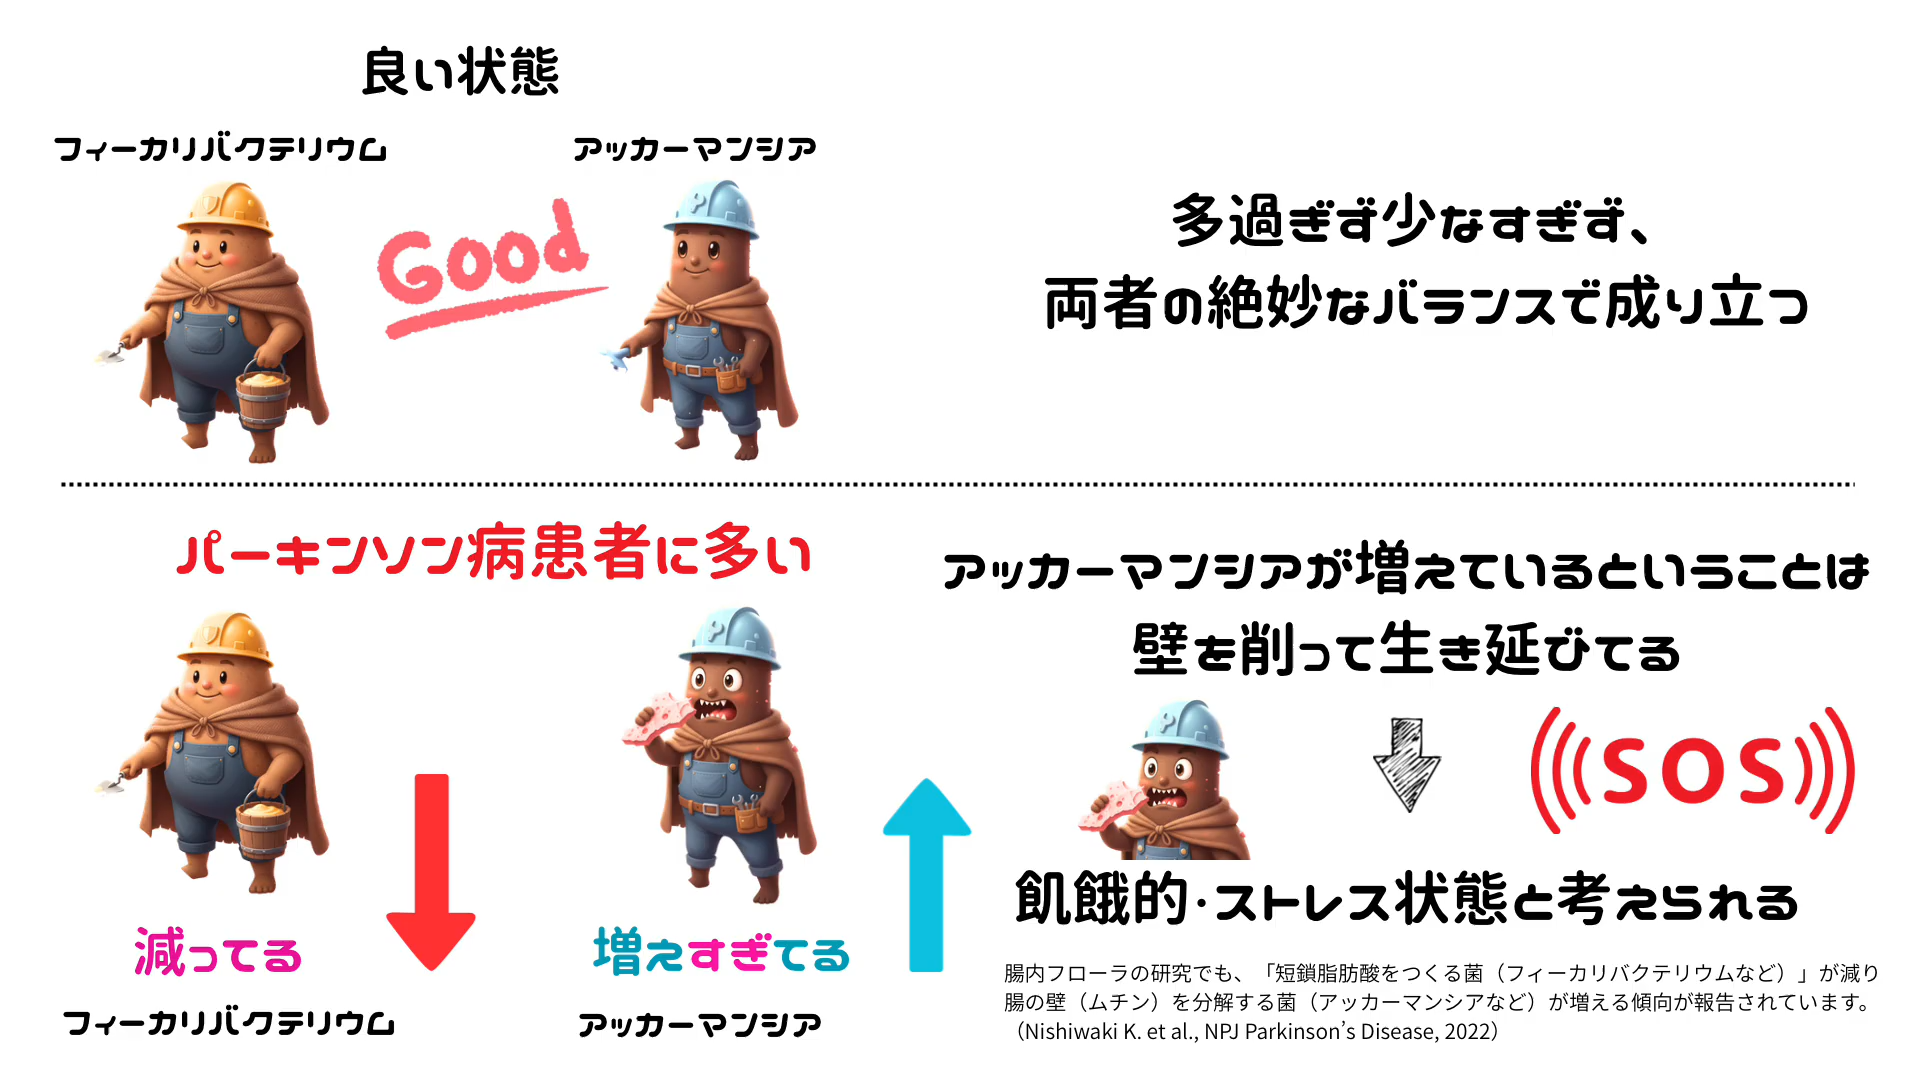 良い状態
フィーカリバクテリウム
アッカーマンシア
Good
多過ぎず少なすぎず、
両者の絶妙なバランスで成り立つ
パーキンソン病患者に多い
減ってる
フィーカリバクテリウム
増えすぎてる
アッカーマンシア
アッカーマンシアが増えているということは
壁を削って生き延びてる
SOS
飢餓的・ストレス状態と考えられる
腸内フローラの研究でも、「短鎖脂肪酸をつくる菌（フィーカリバクテリウムなど）」が減り
腸の壁（ムチン）を分解する菌（アッカーマンシアなど）が増える傾向が報告されています。
（Nishiwaki K. et al., NPJ Parkinson’s Disease, 2022）